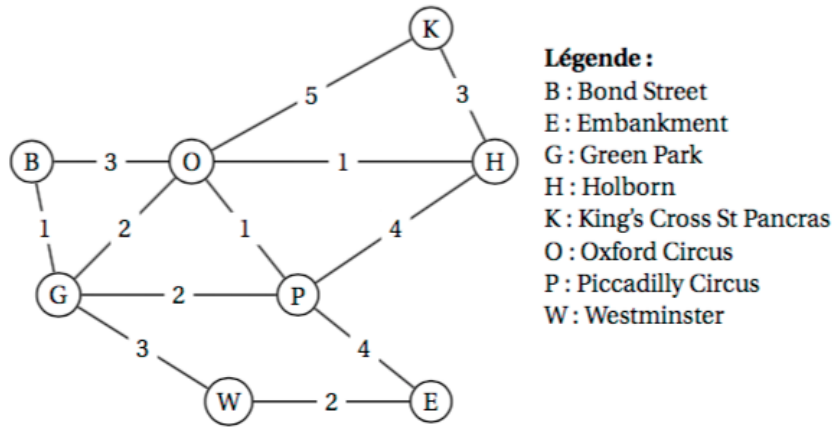 K
5
3
B
3
O
1
H
1
2
1
4
G
2
P
3
4
W
2
E
Légende :
B : Bond Street
E : Embankment
G : Green Park
H : Holborn
K : King's Cross St Pancras
O : Oxford Circus
P : Piccadilly Circus
W : Westminster